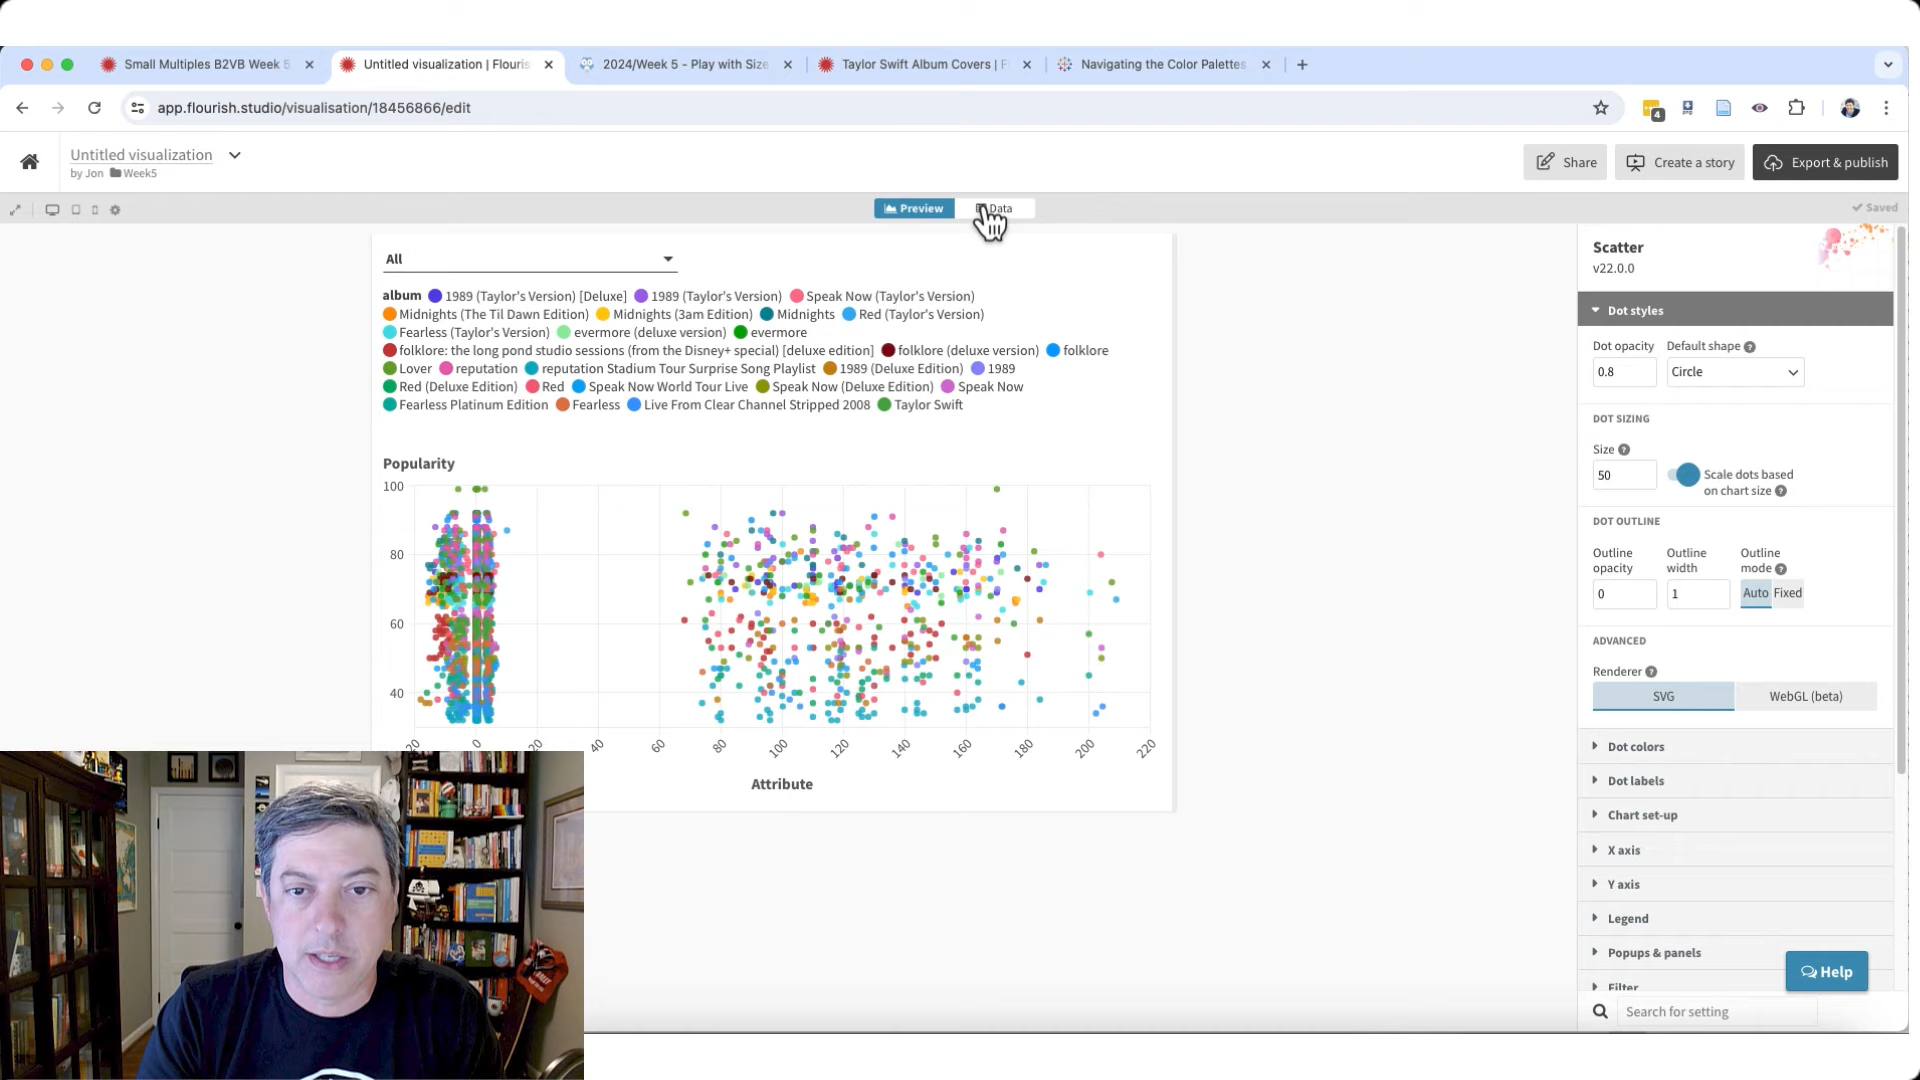 Small Multiples B2VB Week 5
Untitled visualization | Flouris
2024/Week 5 - Play with Size
Taylor Swift Album Covers | F
Navigating the Color Palettes
app.flourish.studio/visualisation/18456866/edit
4
Untitled visualization
by Jon Week5
Share
Create a story
Export & publish
Preview
Data
Saved
All
album 1989 (Taylor's Version) [Deluxe] 1989 (Taylor's Version) Speak Now (Taylor's Version)
Midnights (The Til Dawn Edition) Midnights (3am Edition) Midnights Red (Taylor's Version)
Fearless (Taylor's Version) evermore (deluxe version) evermore
folklore: the long pond studio sessions (from the Disney+ special) [deluxe edition] folklore (deluxe version) folklore
Lover reputation reputation Stadium Tour Surprise Song Playlist 1989 (Deluxe Edition) 1989
Red (Deluxe Edition) Red Speak Now World Tour Live Speak Now (Deluxe Edition) Speak Now
Fearless Platinum Edition Fearless Live From Clear Channel Stripped 2008 Taylor Swift
Popularity
100
80
60
40
20 0 20 40 60 80 100 120 140 160 180 200 220
Attribute
Scatter
v22.0.0
Dot styles
Dot opacity Default shape
0.8 Circle
DOT SIZING
Size
50
Scale dots based
on chart size
DOT OUTLINE
Outline opacity
Outline width
Outline mode
0 1 Auto Fixed
ADVANCED
Renderer
SVG WebGL (beta)
Dot colors
Dot labels
Chart set-up
X axis
Y axis
Legend
Popups & panels
Filter
Help
Search for setting